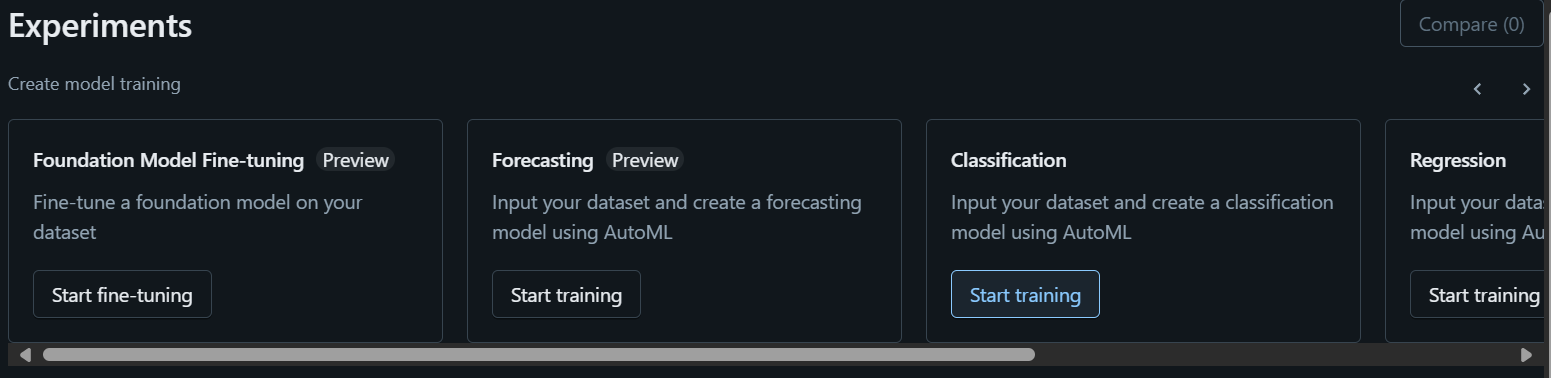 Experiments
Compare (0)
Create model training
Foundation Model Fine-tuning Preview
Fine-tune a foundation model on your
dataset
Start fine-tuning
Forecasting Preview
Input your dataset and create a forecasting
model using AutoML
Start training
Classification
Input your dataset and create a classification
model using AutoML
Start training
Regression
Input your
model using
Start training